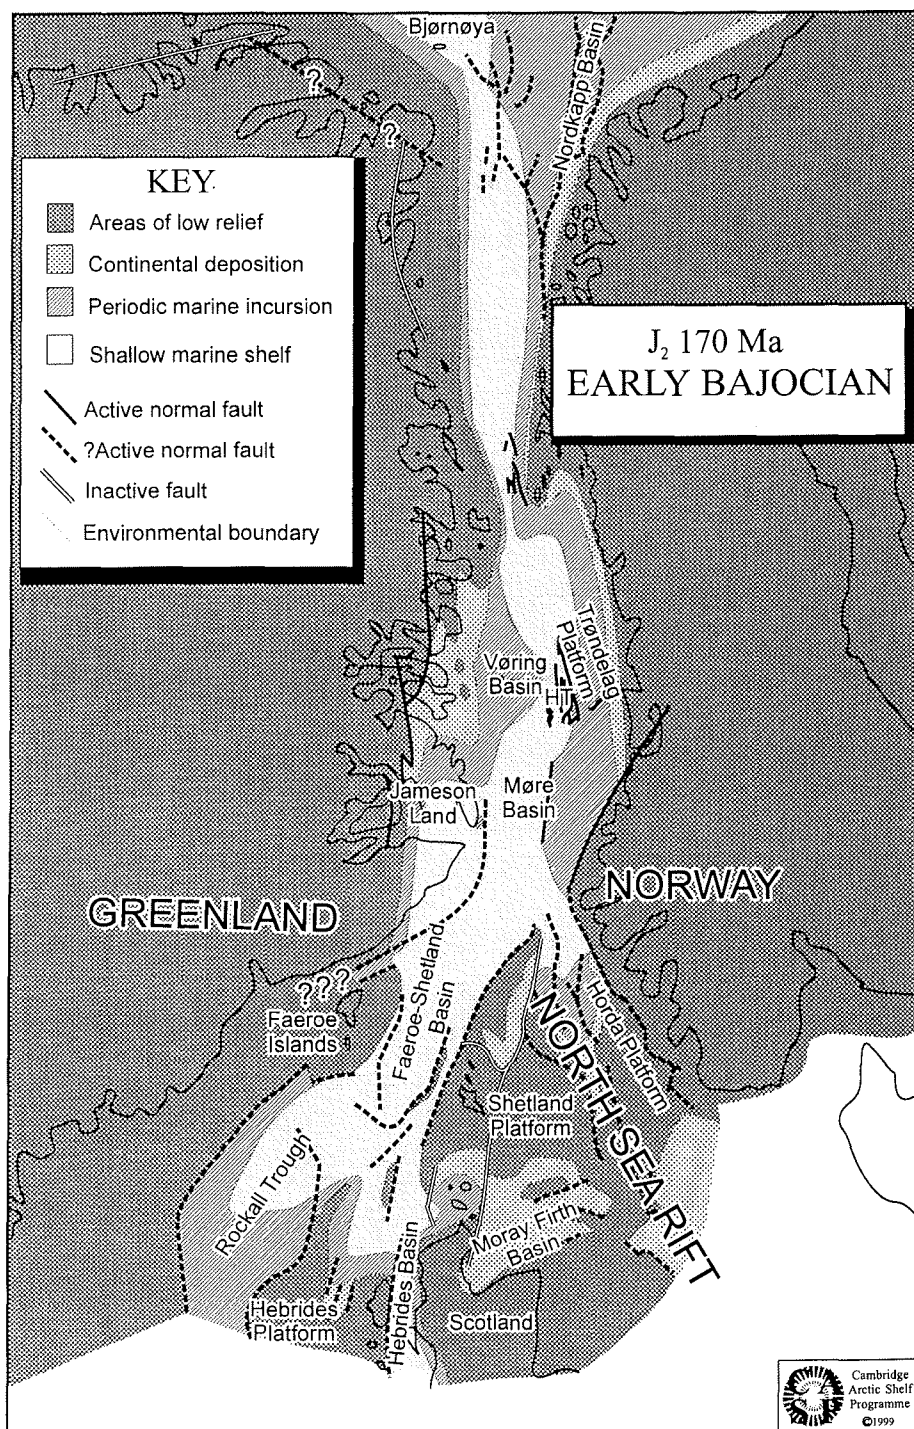 Bjørnøya
Nordkapp Basin
?
?
KEY
Areas of low relief
Continental deposition
Periodic marine incursion
Shallow marine shelf
Active normal fault
?Active normal fault
Inactive fault
Environmental boundary
J₂ 170 Ma
EARLY BAJOCIAN
Trøndelag
Platform
Vøring
Basin
HT
Jameson
Land
Møre
Basin
GREENLAND
NORWAY
???
Faeroe
Islands
Faeroe-Shetland
Basin
Horda Platform
NORTH SEA RIFT
Shetland
Platform
Rockall Trough
Moray Firth
Basin
Hebrides Basin
Hebrides
Platform
Scotland
Cambridge
Arctic Shelf
Programme
©1999